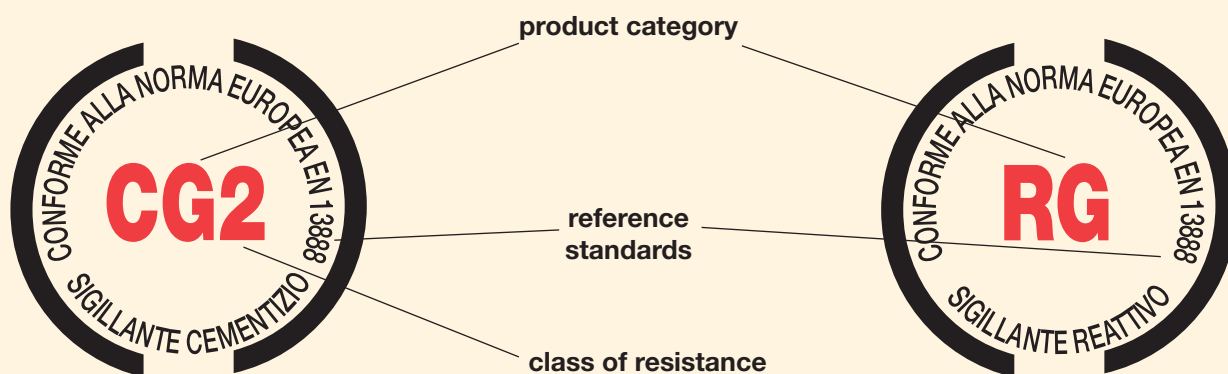 product category
CONFORME ALLA NORMA EUROPEA EN 13888
CG2
SIGILLANTE CEMENTIZIO
reference
standards
class of resistance
CONFORME ALLA NORMA EUROPEA EN 13888
RG
SIGILLANTE REATTIVO